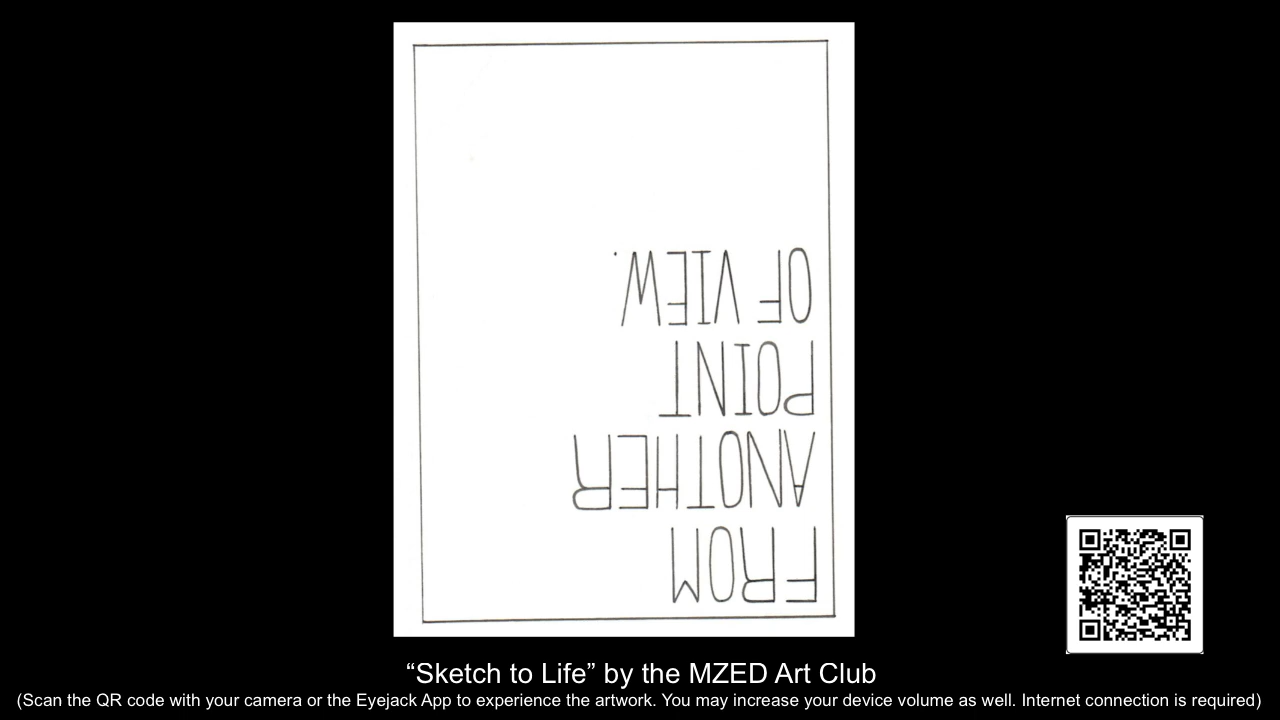 FROM
ANOTHER
POINT
OF VIEW.
“Sketch to Life” by the MZED Art Club
(Scan the QR code with your camera or the Eyejack App to experience the artwork. You may increase your device volume as well. Internet connection is required)